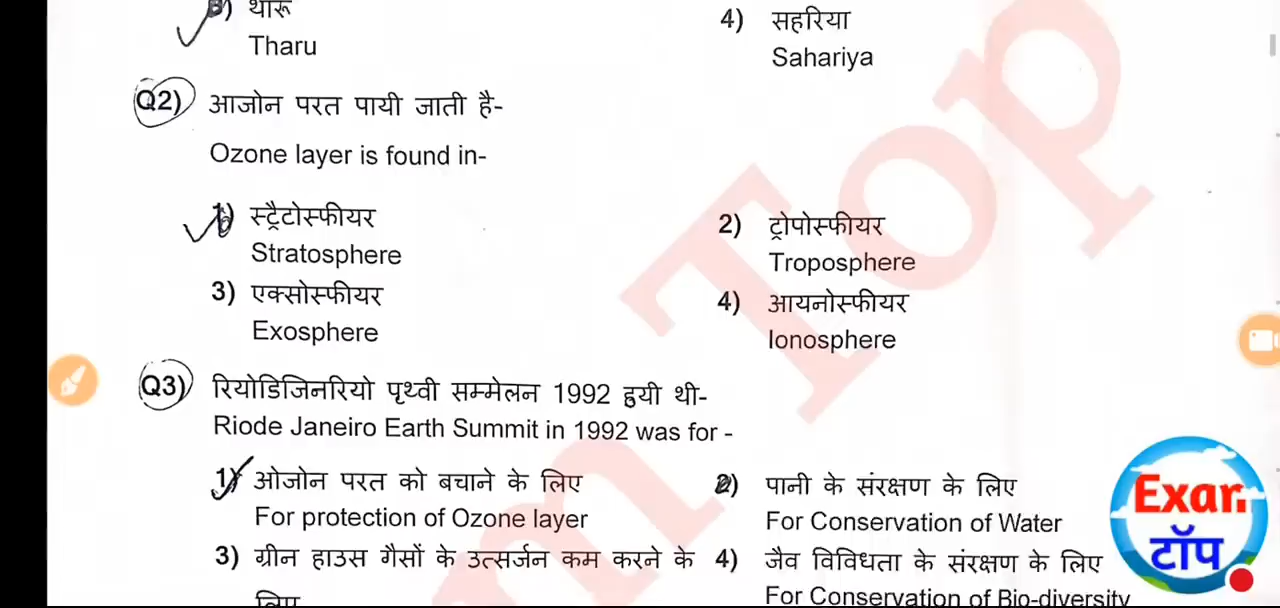 थारू
Tharu
4) सहरिया
Sahariya
Q2) आजोन परत पायी जाती है-
Ozone layer is found in-
1) स्ट्रैटोस्फीयर
Stratosphere
2) ट्रोपोस्फीयर
Troposphere
3) एक्सोस्फीयर
Exosphere
4) आयनोस्फीयर
Ionosphere
Q3) रियोडिजिनरियो पृथ्वी सम्मेलन 1992 हुयी थी-
Riode Janeiro Earth Summit in 1992 was for -
1) ओजोन परत को बचाने के लिए
For protection of Ozone layer
2) पानी के संरक्षण के लिए
For Conservation of Water
3) ग्रीन हाउस गैसों के उत्सर्जन कम करने के
लिए
4) जैव विविधता के संरक्षण के लिए
For Conservation of Bio-diversity
m Top
Exam
टॉप